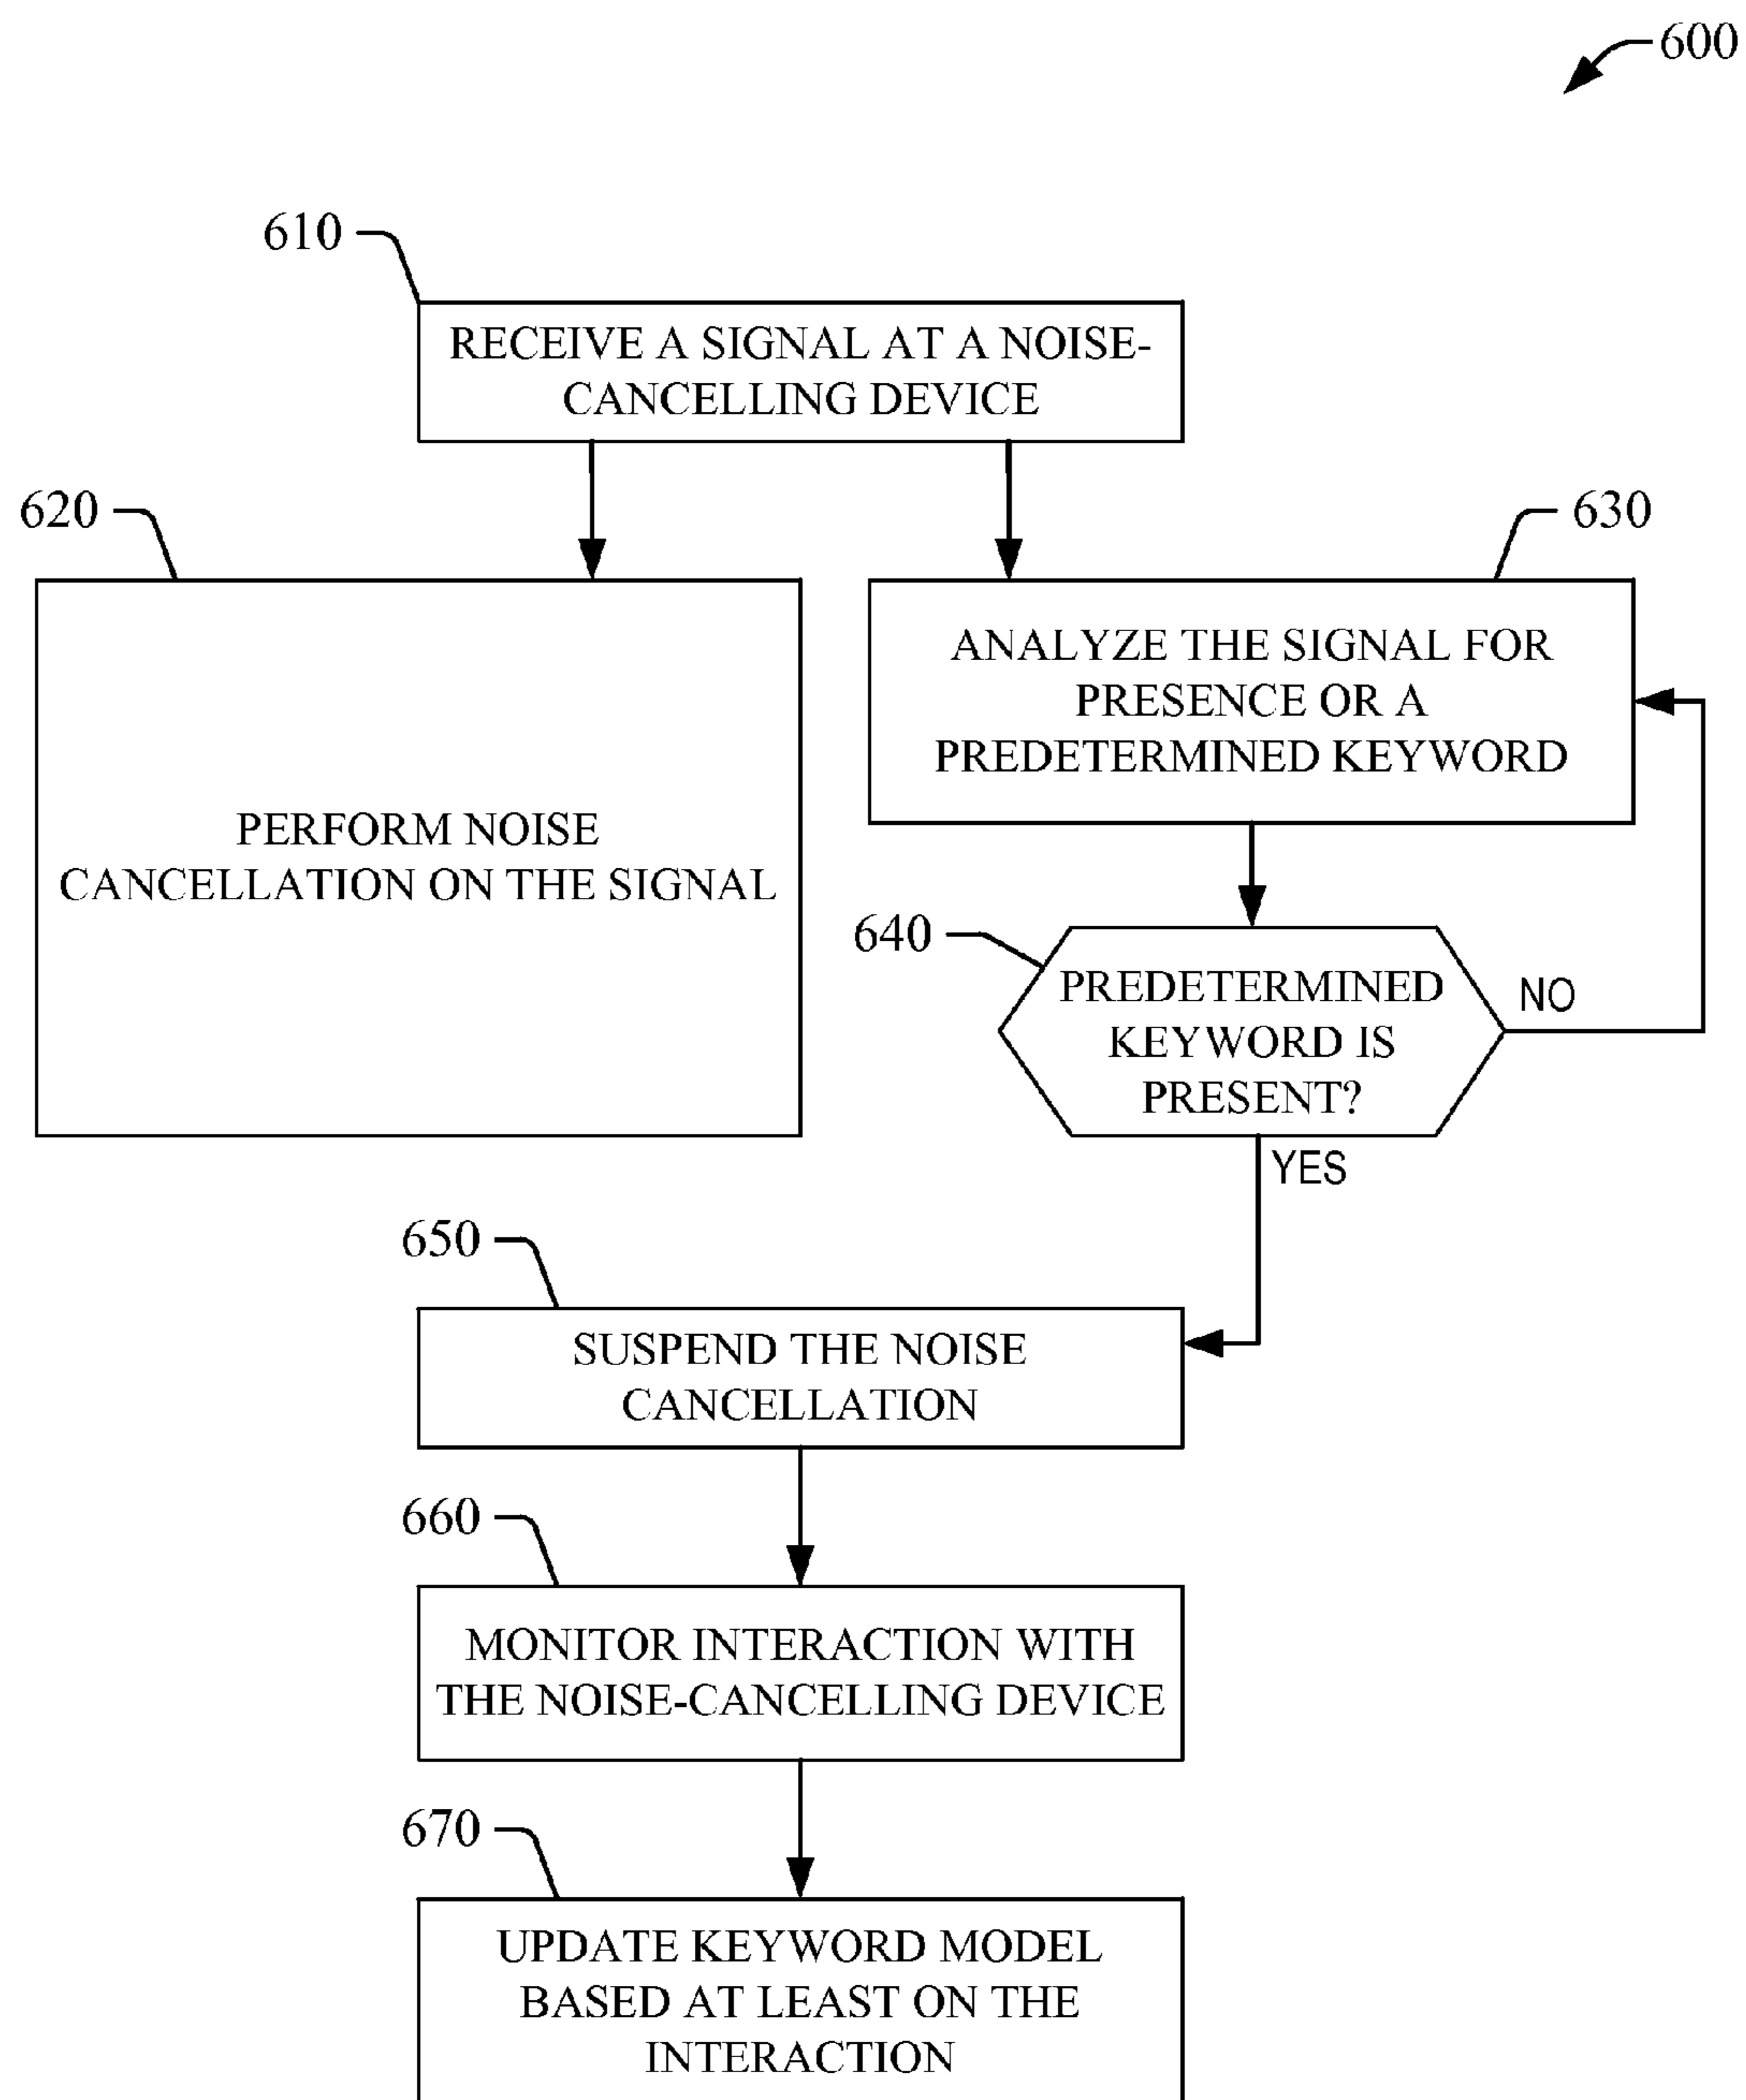 600
610
RECEIVE A SIGNAL AT A NOISE-
CANCELLING DEVICE
620
PERFORM NOISE
CANCELLATION ON THE SIGNAL
630
ANALYZE THE SIGNAL FOR
PRESENCE OR A
PREDETERMINED KEYWORD
640
PREDETERMINED
KEYWORD IS
PRESENT?
NO
YES
650
SUSPEND THE NOISE
CANCELLATION
660
MONITOR INTERACTION WITH
THE NOISE-CANCELLING DEVICE
670
UPDATE KEYWORD MODEL
BASED AT LEAST ON THE
INTERACTION